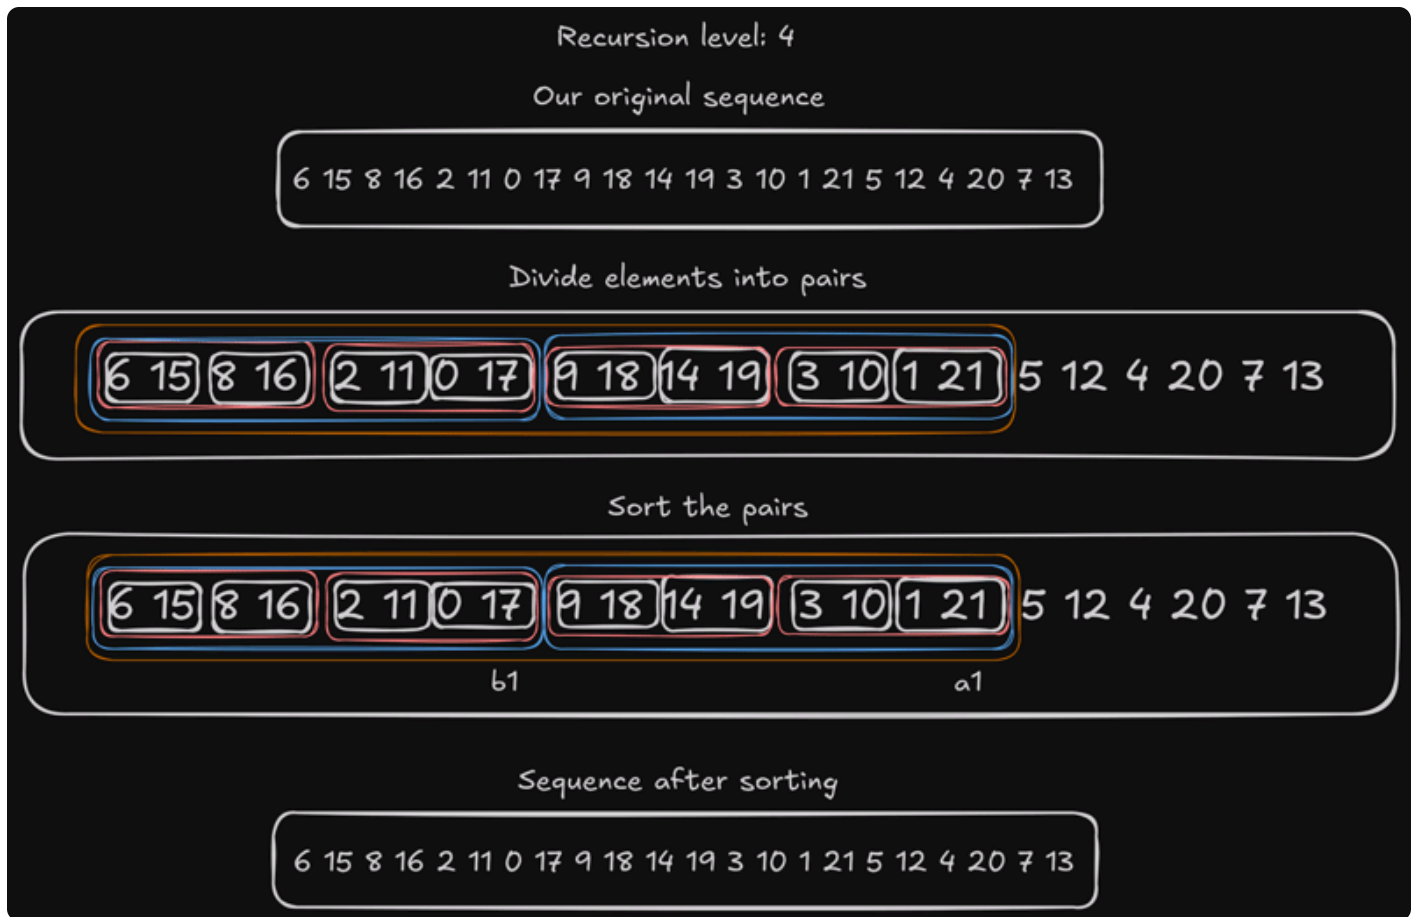 Recursion level: 4
Our original sequence
6 15 8 16 2 11 0 17 9 18 14 19 3 10 1 21 5 12 4 20 7 13
Divide elements into pairs
6 15 8 16 2 11 0 17 9 18 14 19 3 10 1 21 5 12 4 20 7 13
Sort the pairs
6 15 8 16 2 11 0 17 9 18 14 19 3 10 1 21 5 12 4 20 7 13
b1 a1
Sequence after sorting
6 15 8 16 2 11 0 17 9 18 14 19 3 10 1 21 5 12 4 20 7 13